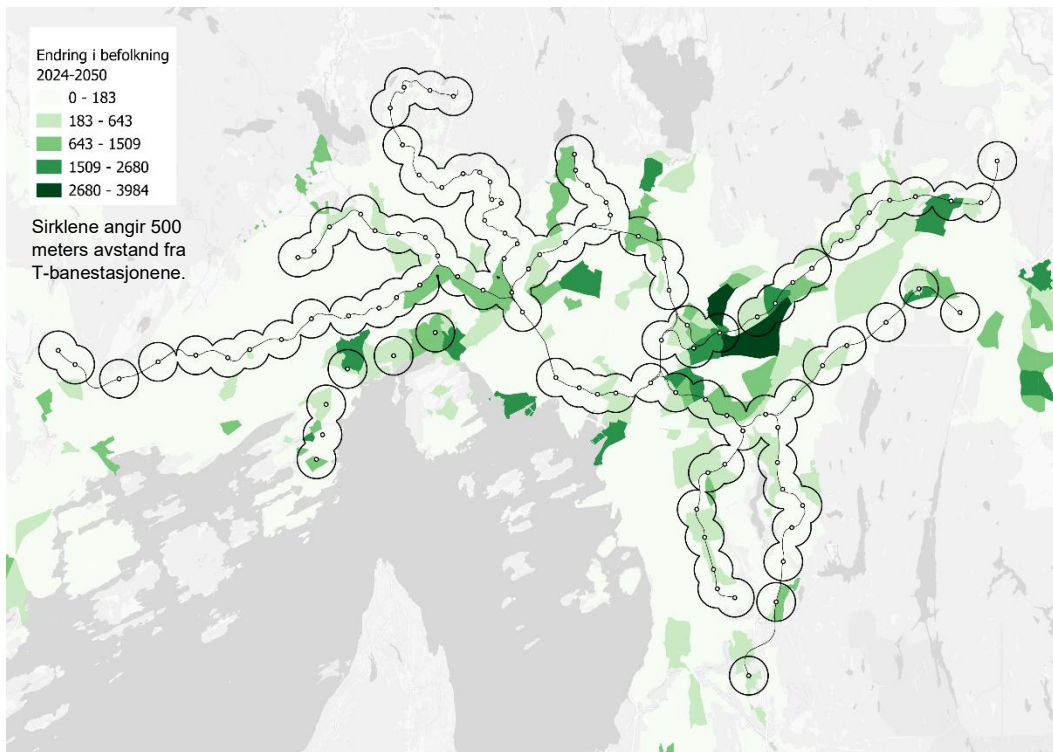 Endring i befolkning
2024-2050
0 - 183
183 - 643
643 - 1509
1509 - 2680
2680 - 3984
Sirklene angir 500
meters avstand fra
T-banestasjonene.